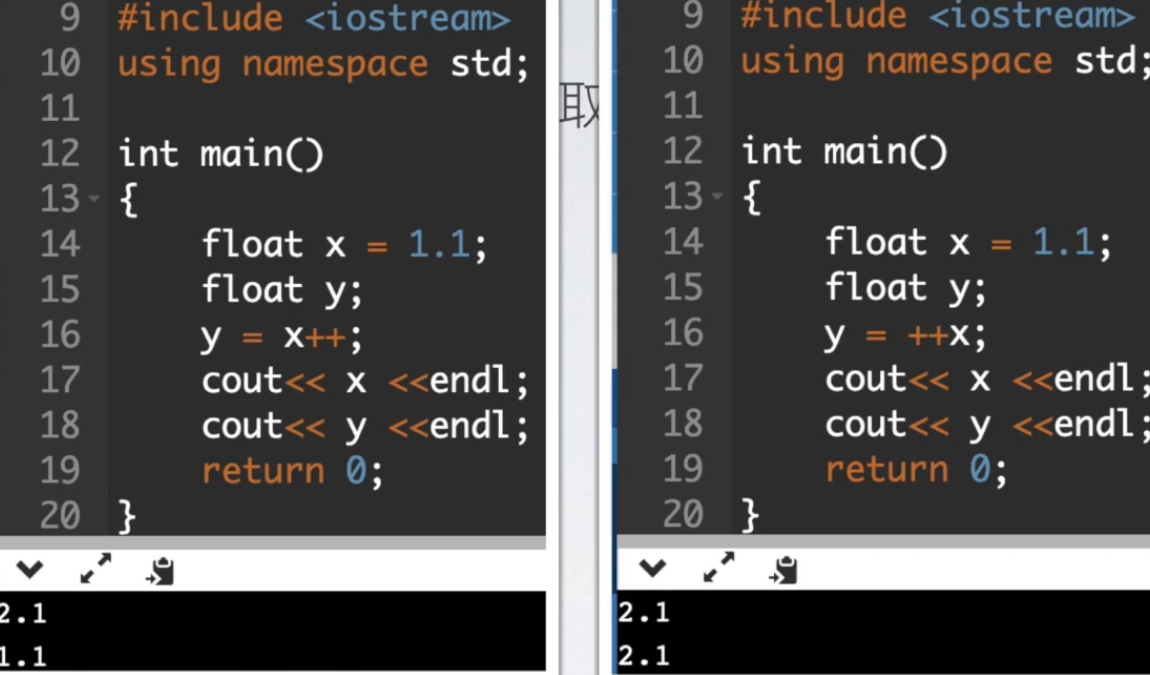 9 #include <iostream>
10 using namespace std;
11
12 int main()
13 {
14 float x = 1.1;
15 float y;
16 y = x++;
17 cout<< x <<endl;
18 cout<< y <<endl;
19 return 0;
20 }
2.1
1.1
取
9 #include <iostream>
10 using namespace std;
11
12 int main()
13 {
14 float x = 1.1;
15 float y;
16 y = ++x;
17 cout<< x <<endl;
18 cout<< y <<endl;
19 return 0;
20 }
2.1
2.1